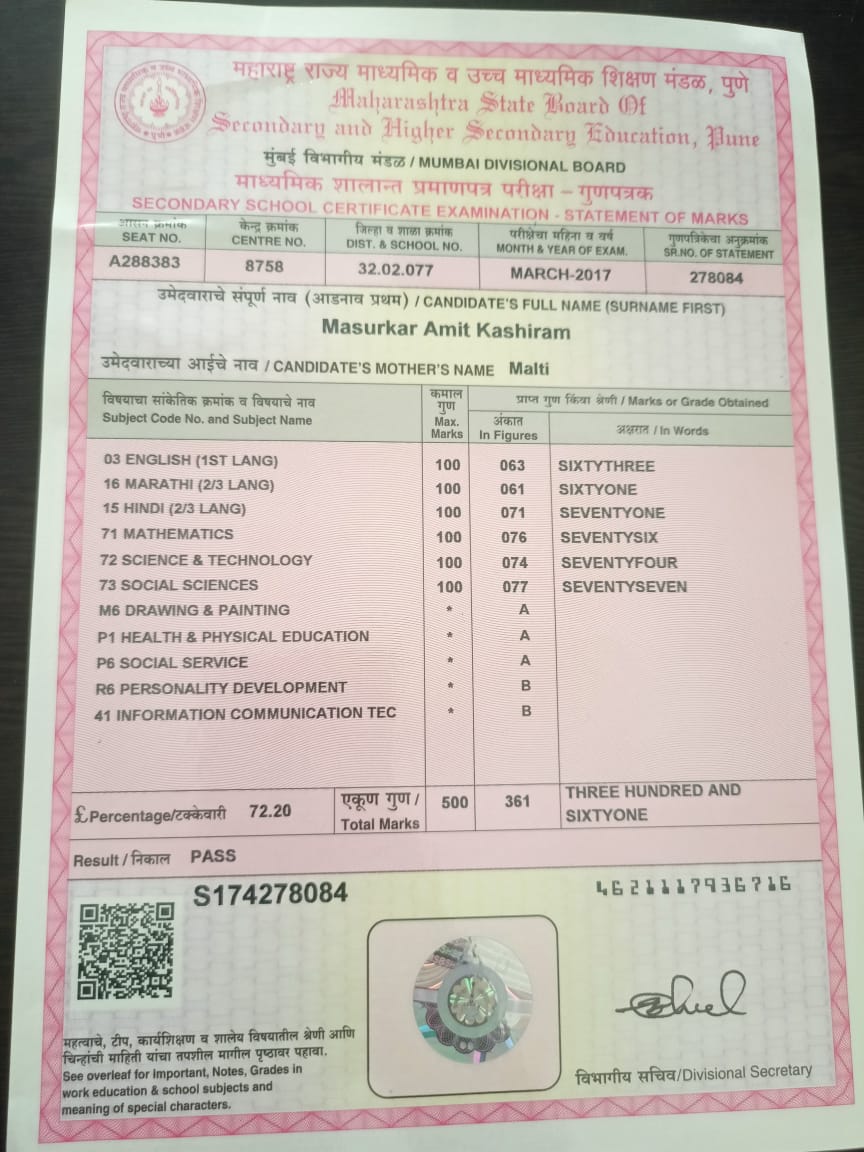 महाराष्ट्र राज्य माध्यमिक व उच्च माध्यमिक शिक्षण मंडळ, पुणे
Maharashtra State Board Of
Secondary and Higher Secondary Education, Pune
मुंबई विभागीय मंडळ / MUMBAI DIVISIONAL BOARD
माध्यमिक शालान्त प्रमाणपत्र परीक्षा – गुणपत्रक
SECONDARY SCHOOL CERTIFICATE EXAMINATION - STATEMENT OF MARKS
आसन क्रमांक केन्द्र क्रमांक जिल्हा व शाळा क्रमांक परीक्षेचा महिना व वर्ष गुणपत्रिकेचा अनुक्रमांक
SEAT NO. CENTRE NO. DIST. & SCHOOL NO. MONTH & YEAR OF EXAM. SR.NO. OF STATEMENT
A288383 8758 32.02.077 MARCH-2017 278084
उमेदवाराचे संपूर्ण नाव (आडनाव प्रथम) / CANDIDATE'S FULL NAME (SURNAME FIRST)
Masurkar Amit Kashiram
उमेदवाराच्या आईचे नाव / CANDIDATE'S MOTHER'S NAME Malti
विषयाचा सांकेतिक क्रमांक व विषयाचे नाव
Subject Code No. and Subject Name
कमाल
गुण
Max.
Marks
प्राप्त गुण किंवा श्रेणी / Marks or Grade Obtained
अंकात
In Figures
अक्षरात / In Words
03 ENGLISH (1ST LANG) 100 063 SIXTYTHREE
16 MARATHI (2/3 LANG) 100 061 SIXTYONE
15 HINDI (2/3 LANG) 100 071 SEVENTYONE
71 MATHEMATICS 100 076 SEVENTYSIX
72 SCIENCE & TECHNOLOGY 100 074 SEVENTYFOUR
73 SOCIAL SCIENCES 100 077 SEVENTYSEVEN
M6 DRAWING & PAINTING * A
P1 HEALTH & PHYSICAL EDUCATION * A
P6 SOCIAL SERVICE * A
R6 PERSONALITY DEVELOPMENT * B
41 INFORMATION COMMUNICATION TEC * B
£ Percentage/टक्केवारी 72.20
एकूण गुण /
Total Marks
500 361
THREE HUNDRED AND
SIXTYONE
Result / निकाल PASS
S174278084
4621117936716
महत्वाचे, टीप, कार्यशिक्षण व शालेय विषयातील श्रेणी आणि
चिन्हांची माहिती यांचा तपशील मागील पृष्ठावर पहावा.
See overleaf for Important, Notes, Grades in
work education & school subjects and
meaning of special characters.
विभागीय सचिव/Divisional Secretary